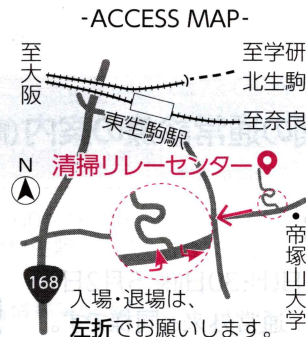 -ACCESS MAP-
至大阪
至学研
北生駒
東生駒駅
至奈良
N
清掃リレーセンター
帝塚山大学
168
入場・退場は、
左折でお願いします。